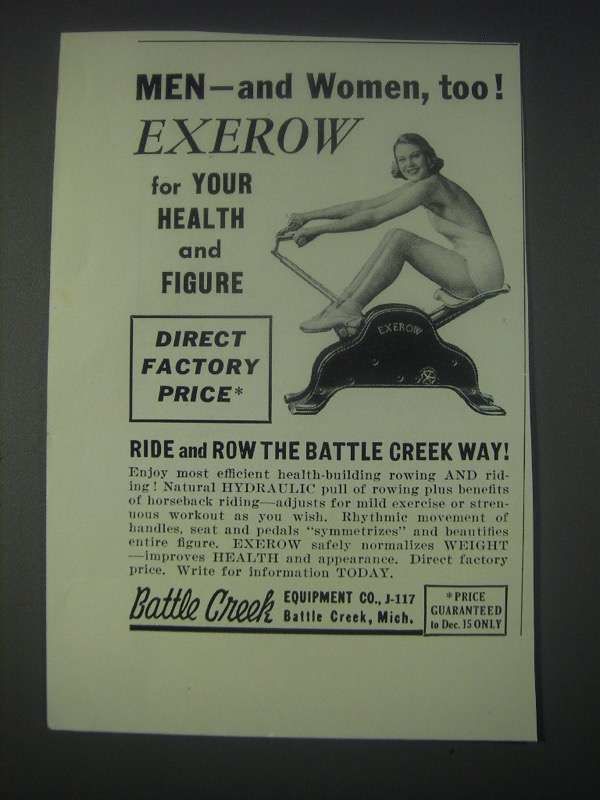 MEN—and Women, too!
EXEROW
for YOUR
HEALTH
and
FIGURE
DIRECT
FACTORY
PRICE*
EXEROW
RIDE and ROW THE BATTLE CREEK WAY!
Enjoy most efficient health-building rowing AND rid-
ing! Natural HYDRAULIC pull of rowing plus benefits
of horseback riding—adjusts for mild exercise or stren-
uous workout as you wish. Rhythmic movement of
handles, seat and pedals "symmetrizes" and beautifies
entire figure. EXEROW safely normalizes WEIGHT
—improves HEALTH and appearance. Direct factory
price. Write for information TODAY.
Battle Creek
EQUIPMENT CO., J-117
Battle Creek, Mich.
*PRICE
GUARANTEED
to Dec. 15 ONLY